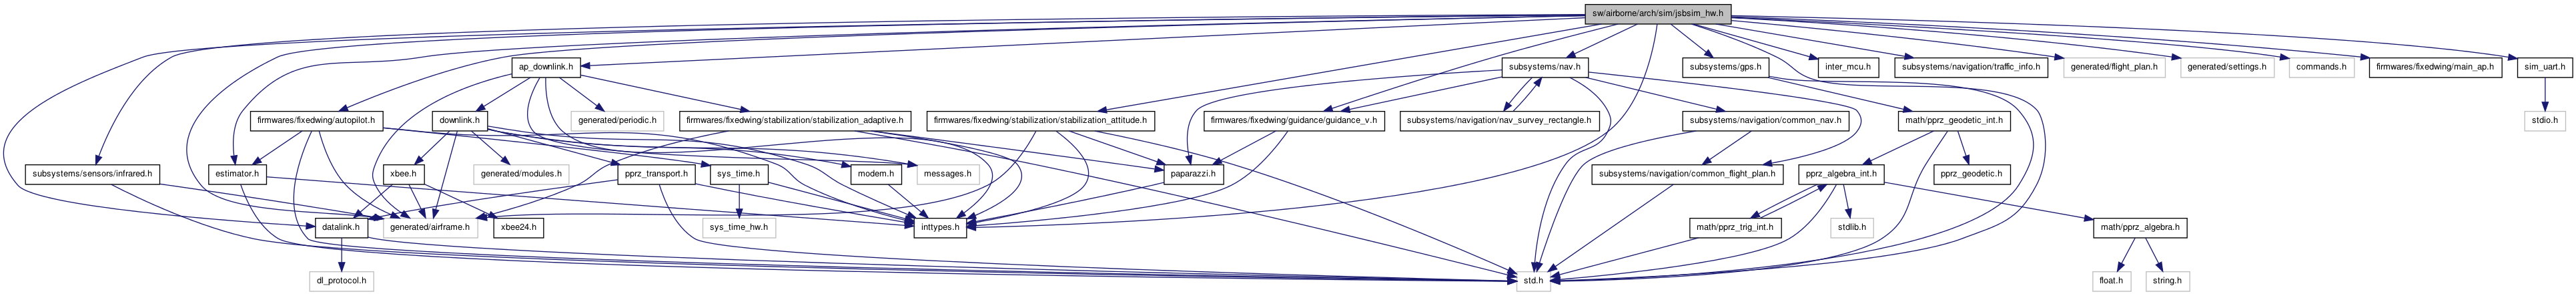 sw/airborne/arch/sim/jsbsim_hw.h
ap_downlink.h
subsystems/nav.h
subsystems/gps.h
inter_mcu.h
subsystems/navigation/traffic_info.h
generated/flight_plan.h
generated/settings.h
commands.h
firmwares/fixedwing/main_ap.h
sim_uart.h
firmwares/fixedwing/autopilot.h
downlink.h
generated/periodic.h
firmwares/fixedwing/stabilization/stabilization_adaptive.h
firmwares/fixedwing/stabilization/stabilization_attitude.h
firmwares/fixedwing/guidance/guidance_v.h
subsystems/navigation/nav_survey_rectangle.h
subsystems/navigation/common_nav.h
math/pprz_geodetic_int.h
stdio.h
subsystems/sensors/infrared.h
estimator.h
xbee.h
generated/modules.h
pprz_transport.h
sys_time.h
modem.h
messages.h
paparazzi.h
subsystems/navigation/common_flight_plan.h
pprz_algebra_int.h
pprz_geodetic.h
datalink.h
generated/airframe.h
xbee24.h
sys_time_hw.h
inttypes.h
math/pprz_trig_int.h
stdlib.h
math/pprz_algebra.h
dl_protocol.h
std.h
float.h
string.h